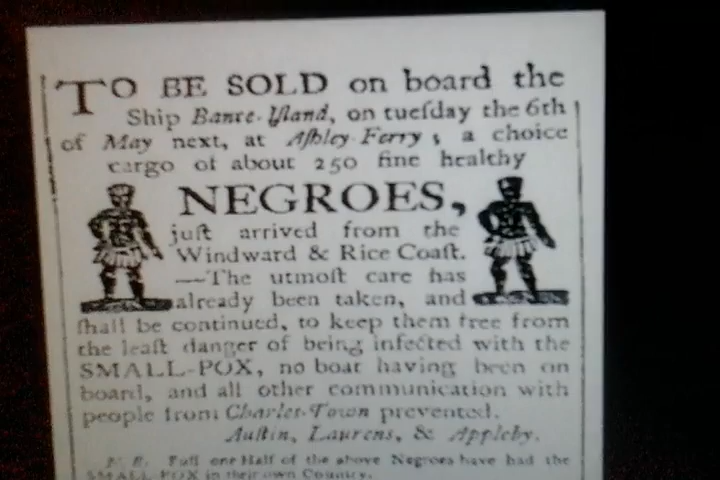 TO BE SOLD on board the
Ship Bance-Iſland, on tueſday the 6th
of May next, at Aſhley-Ferry; a choice
cargo of about 250 fine healthy
NEGROES,
juſt arrived from the
Windward & Rice Coaſt.
—The utmoſt care has
already been taken, and
ſhall be continued, to keep them free from
the leaſt danger of being infected with the
SMALL-POX, no boat having been on
board, and all other communication with
people from Charles-Town prevented.
Auſtin, Laurens, & Appleby.
N. B. Full one Half of the above Negroes have had the
SMALL-POX in their own Country.